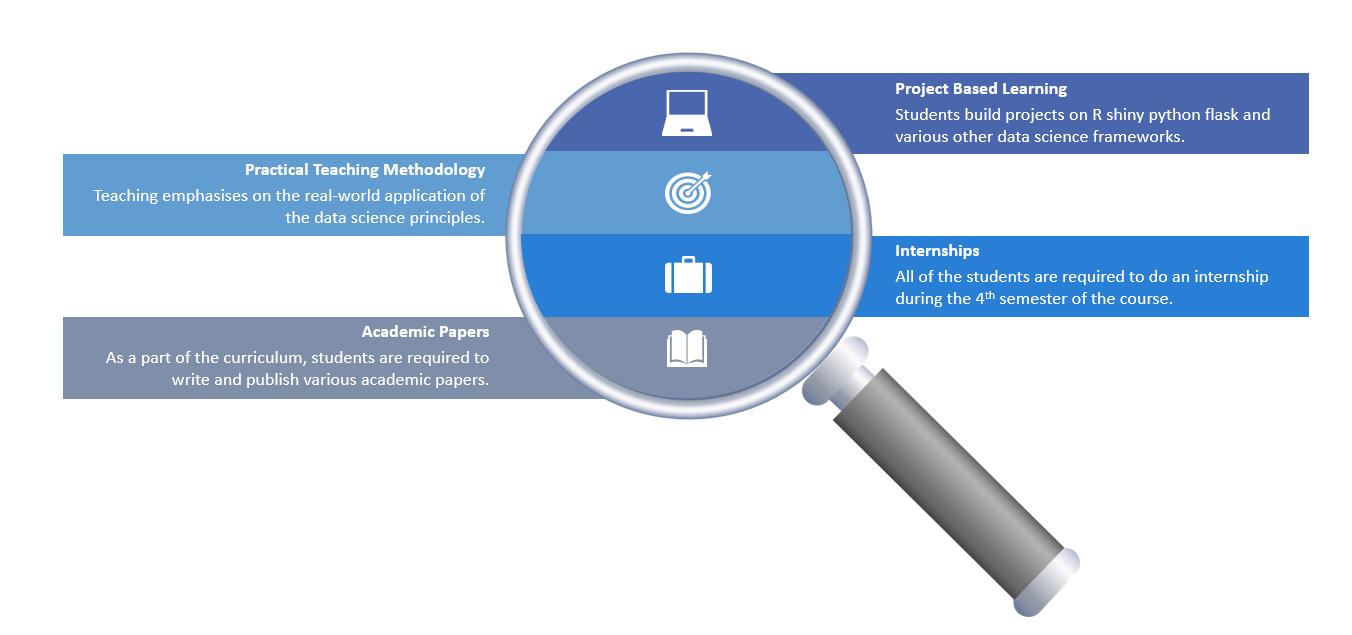 Project Based Learning
Students build projects on R shiny python flask and
various other data science frameworks.
Practical Teaching Methodology
Teaching emphasises on the real-world application of
the data science principles.
Internships
All of the students are required to do an internship
during the 4th semester of the course.
Academic Papers
As a part of the curriculum, students are required to
write and publish various academic papers.